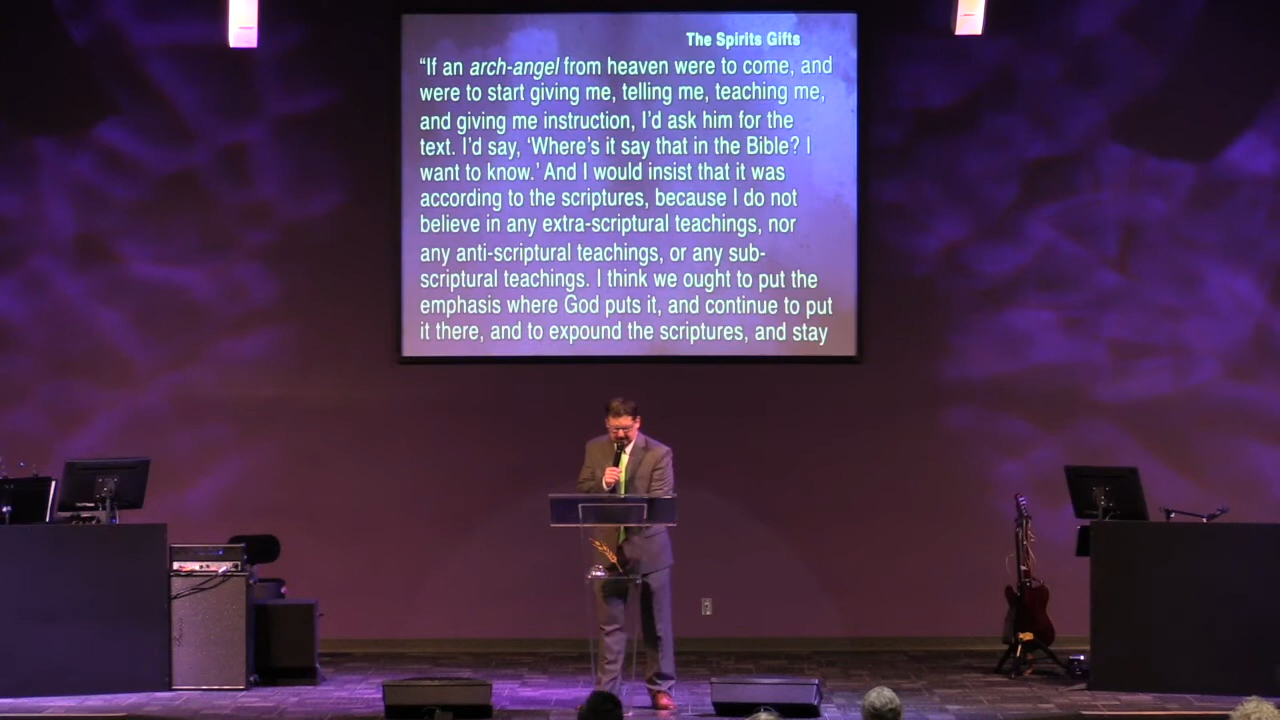 The Spirits Gifts
“If an arch-angel from heaven were to come, and
were to start giving me, telling me, teaching me,
and giving me instruction, I’d ask him for the
text. I’d say, ‘Where’s it say that in the Bible? I
want to know.’ And I would insist that it was
according to the scriptures, because I do not
believe in any extra-scriptural teachings, nor
any anti-scriptural teachings, or any sub-
scriptural teachings. I think we ought to put the
emphasis where God puts it, and continue to put
it there, and to expound the scriptures, and stay